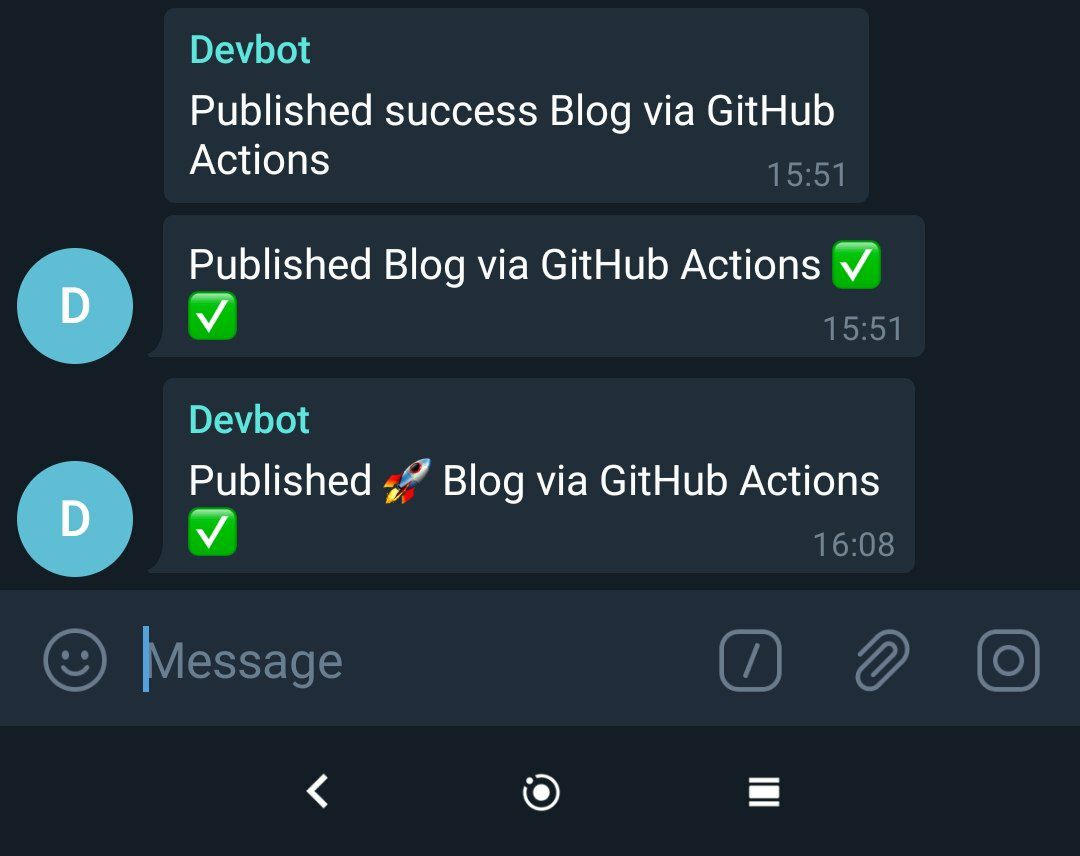 Devbot
Published success Blog via GitHub
Actions
15:51
Published Blog via GitHub Actions ✅
✅
15:51
D
Devbot
Published 🚀 Blog via GitHub Actions
✅
16:08
D
Message